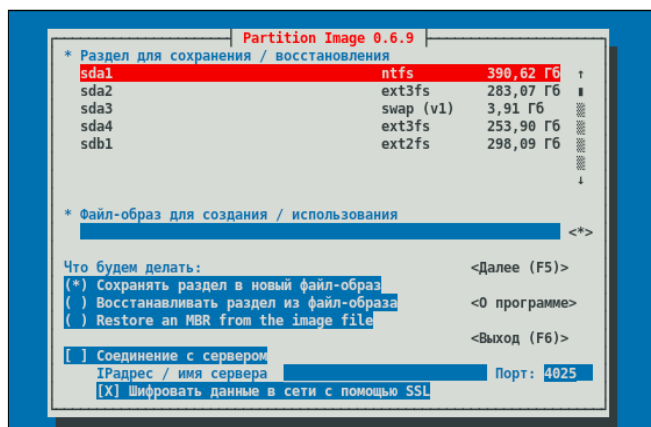 Partition Image 0.6.9
* Раздел для сохранения / восстановления
sda1 ntfs 390,62 Гб ↑
sda2 ext3fs 283,07 Гб
sda3 swap (v1) 3,91 Гб
sda4 ext3fs 253,90 Гб
sdb1 ext2fs 298,09 Гб
↓
* Файл-образ для создания / использования
<*>
Что будем делать: <Далее (F5)>
(*) Сохранять раздел в новый файл-образ
( ) Восстанавливать раздел из файл-образа <О программе>
( ) Restore an MBR from the image file
<Выход (F6)>
[ ] Соединение с сервером
IPадрес / имя сервера Порт: 4025
[X] Шифровать данные в сети с помощью SSL